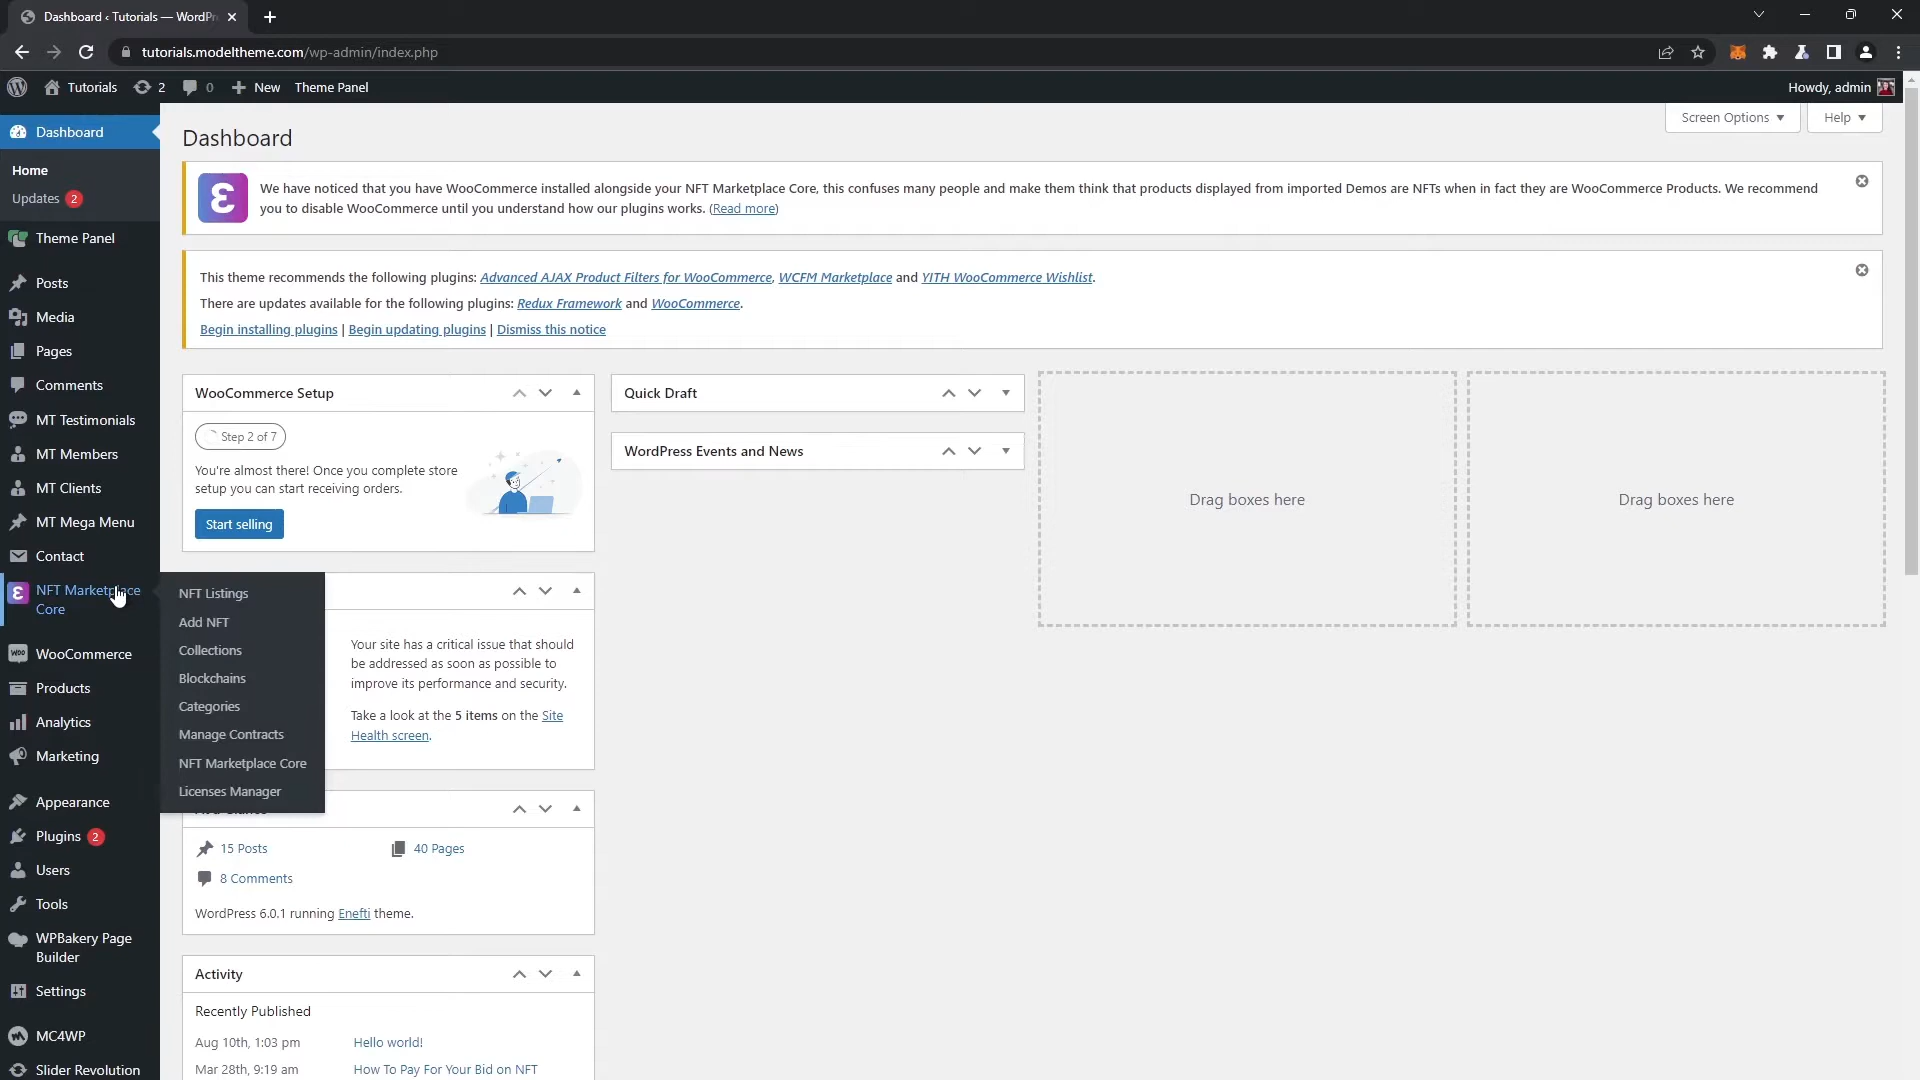 Dashboard ‹ Tutorials — WordPr
tutorials.modeltheme.com/wp-admin/index.php
Tutorials
2
0
New
Theme Panel
Howdy, admin
Dashboard
Home
Updates 2
Theme Panel
Posts
Media
Pages
Comments
MT Testimonials
MT Members
MT Clients
MT Mega Menu
Contact
NFT Marketplace
Core
WooCommerce
Products
Analytics
Marketing
Appearance
Plugins 2
Users
Tools
WPBakery Page
Builder
Settings
MC4WP
Slider Revolution
NFT Listings
Add NFT
Collections
Blockchains
Categories
Manage Contracts
NFT Marketplace Core
Licenses Manager
Screen Options
Help
Dashboard
We have noticed that you have WooCommerce installed alongside your NFT Marketplace Core, this confuses many people and make them think that products displayed from imported Demos are NFTs when in fact they are WooCommerce Products. We recommend
you to disable WooCommerce until you understand how our plugins works. (Read more)
This theme recommends the following plugins: Advanced AJAX Product Filters for WooCommerce, WCFM Marketplace and YITH WooCommerce Wishlist.
There are updates available for the following plugins: Redux Framework and WooCommerce.
Begin installing plugins | Begin updating plugins | Dismiss this notice
WooCommerce Setup
Step 2 of 7
You're almost there! Once you complete store
setup you can start receiving orders.
Start selling
Your site has a critical issue that should
be addressed as soon as possible to
improve its performance and security.
Take a look at the 5 items on the Site
Health screen.
15 Posts
40 Pages
8 Comments
WordPress 6.0.1 running Enefti theme.
Activity
Recently Published
Aug 10th, 1:03 pm
Hello world!
Mar 28th, 9:19 am
How To Pay For Your Bid on NFT
Quick Draft
WordPress Events and News
Drag boxes here
Drag boxes here